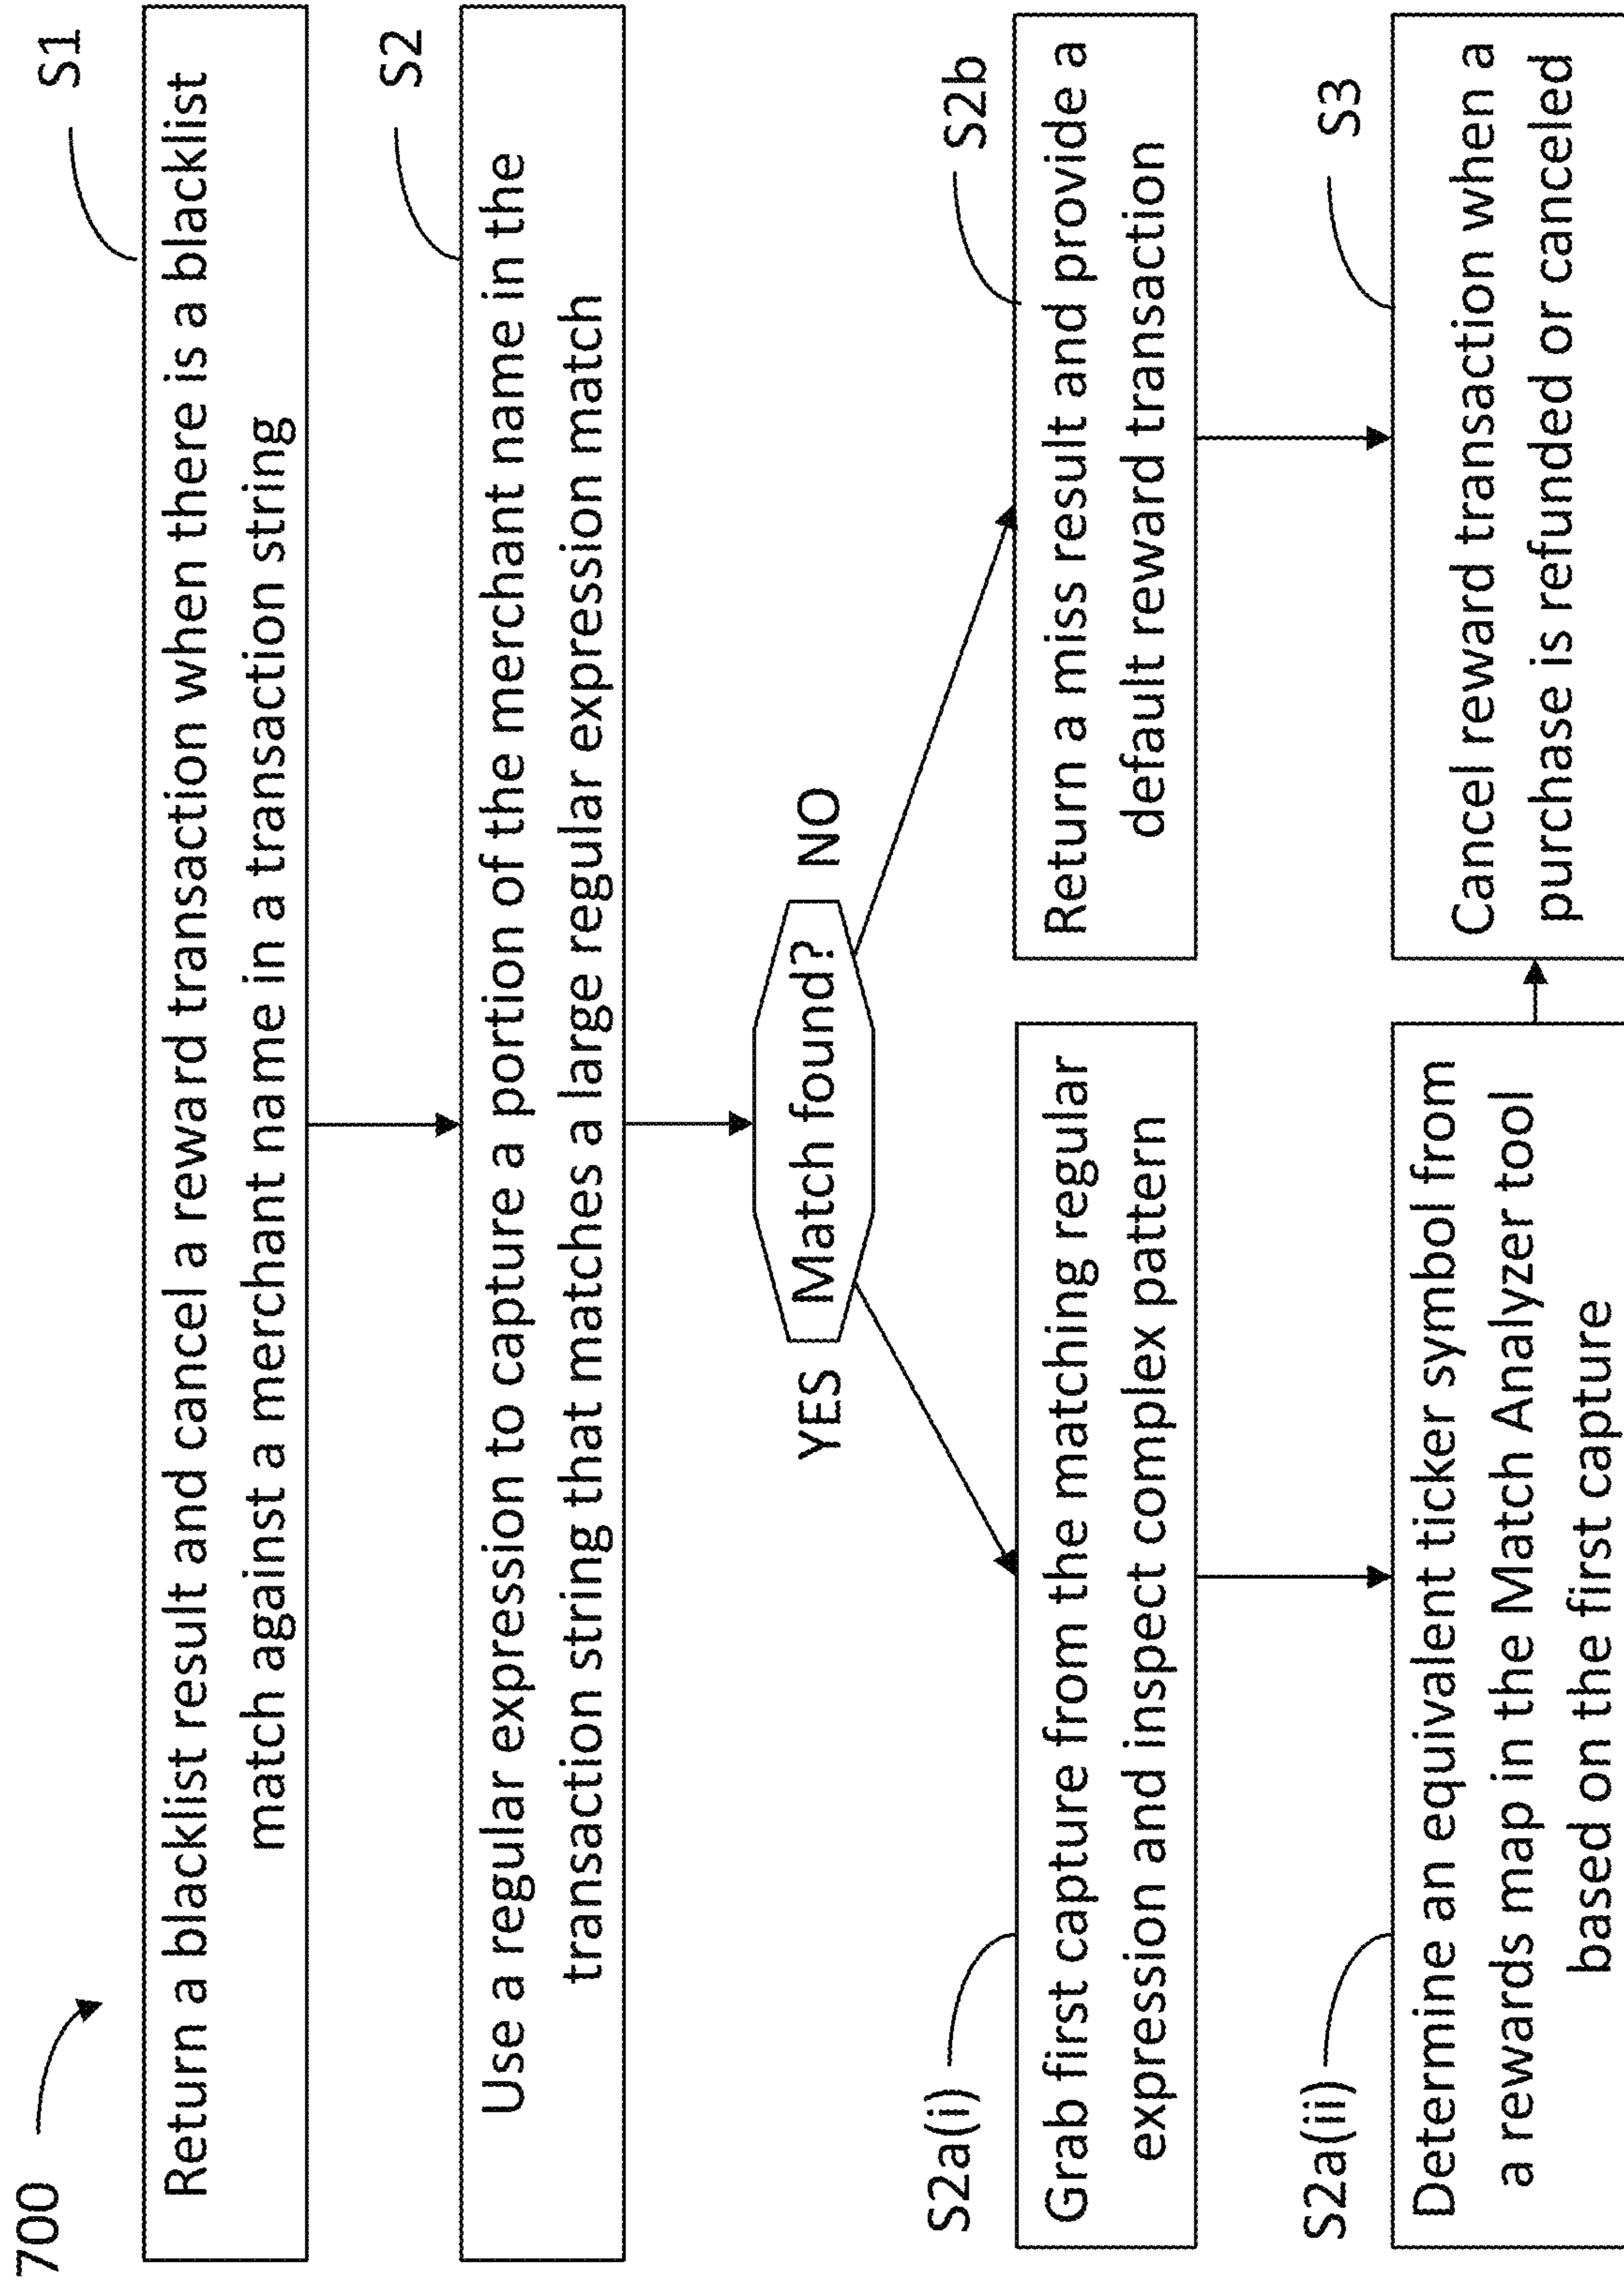 700
S1
Return a blacklist result and cancel a reward transaction when there is a blacklist
match against a merchant name in a transaction string
S2
Use a regular expression to capture a portion of the merchant name in the
transaction string that matches a large regular expression match
YES
Match found?
NO
S2a(i)
Grab first capture from the matching regular
expression and inspect complex pattern
S2b
Return a miss result and provide a
default reward transaction
S2a(ii)
Determine an equivalent ticker symbol from
a rewards map in the Match Analyzer tool
based on the first capture
S3
Cancel reward transaction when a
purchase is refunded or canceled